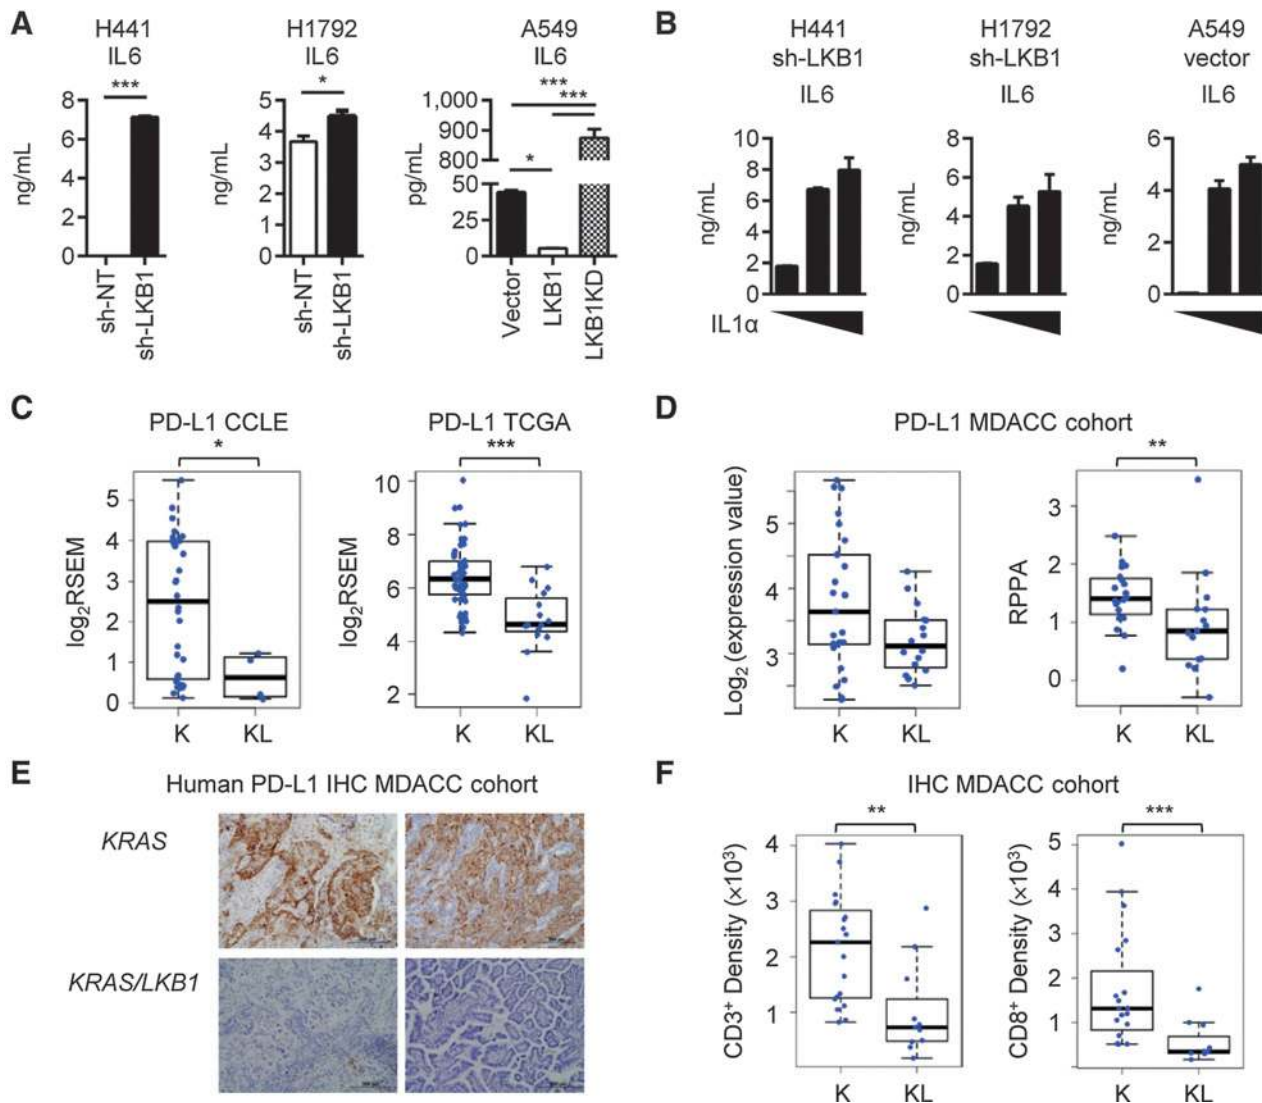 A
H441
IL6
***
ng/mL
8
6
4
2
0
sh-NT
sh-LKB1
H1792
IL6
*
ng/mL
5
4
3
2
1
0
sh-NT
sh-LKB1
A549
IL6
***
***
*
pg/mL
1,000
900
800
50
25
0
Vector
LKB1
LKB1KD
B
H441
sh-LKB1
IL6
ng/mL
10
8
6
4
2
0
H1792
sh-LKB1
IL6
ng/mL
8
6
4
2
0
A549
vector
IL6
ng/mL
6
4
2
0
IL1α
C
PD-L1 CCLE
*
log₂RSEM
5
4
3
2
1
0
K
KL
PD-L1 TCGA
***
log₂RSEM
10
8
6
4
2
K
KL
D
PD-L1 MDACC cohort
Log₂ (expression value)
5
4
3
K
KL
**
RPPA
3
2
1
0
K
KL
E
Human PD-L1 IHC MDACC cohort
KRAS
KRAS/LKB1
F
IHC MDACC cohort
**
CD3⁺ Density (×10³)
4
3
2
1
K
KL
***
CD8⁺ Density (×10³)
5
4
3
2
1
K
KL